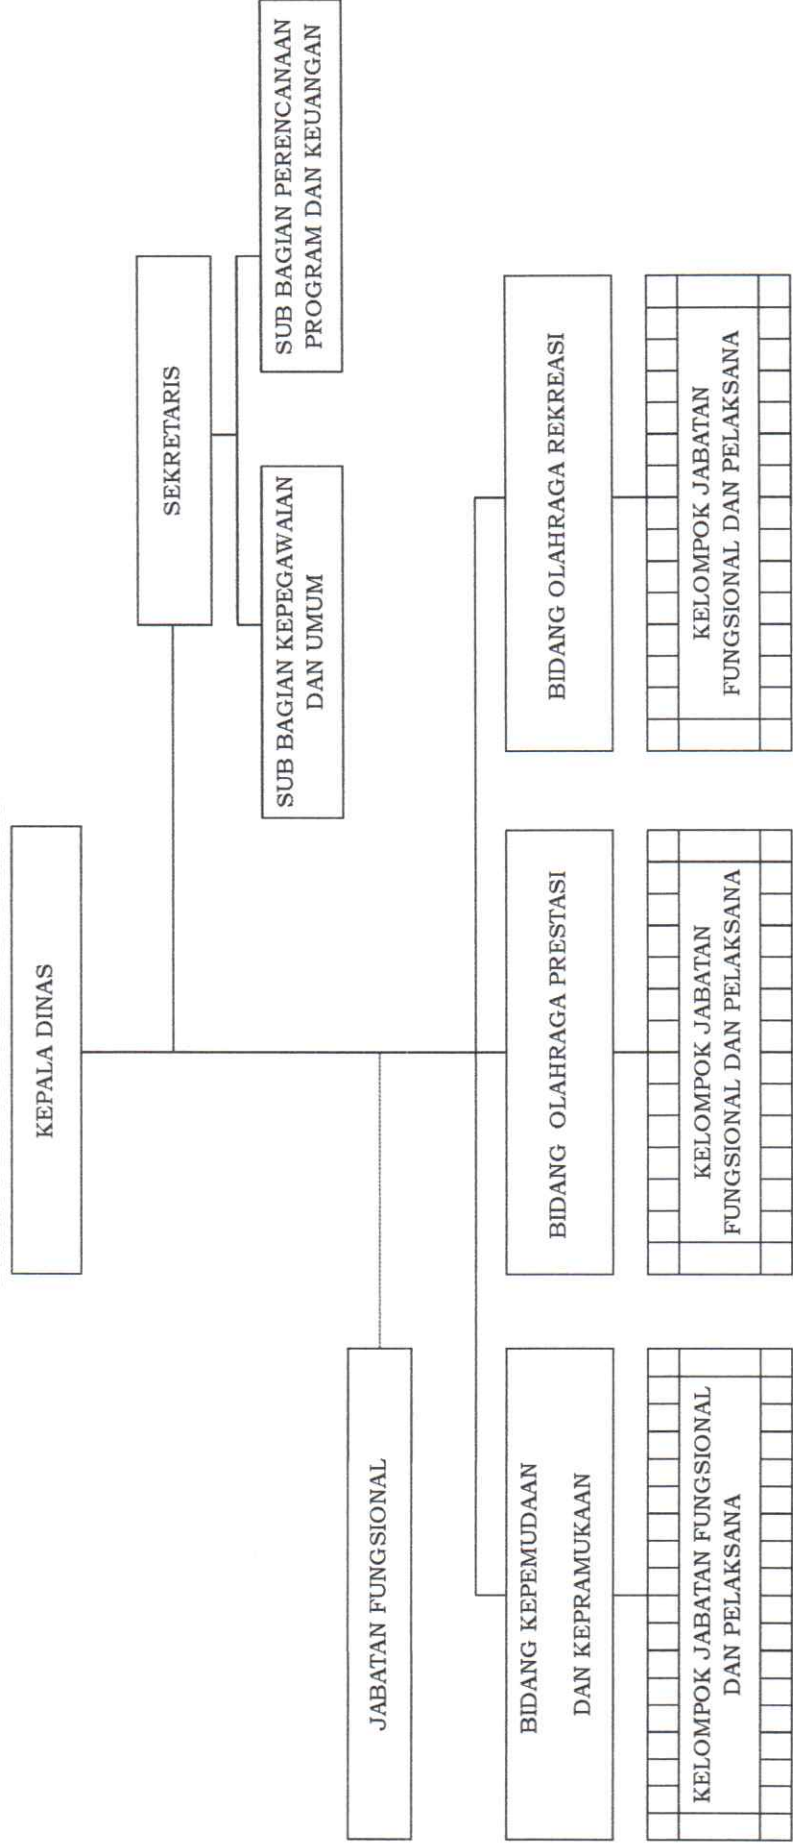 KEPALA DINAS
SEKRETARIS
SUB BAGIAN KEPEGAWAIAN
DAN UMUM
SUB BAGIAN PERENCANAAN
PROGRAM DAN KEUANGAN
JABATAN FUNGSIONAL
BIDANG KEPEMUDAAN
DAN KEPRAMUKAAN
BIDANG OLAHRAGA PRESTASI
BIDANG OLAHRAGA REKREASI
KELOMPOK JABATAN FUNGSIONAL
DAN PELAKSANA
KELOMPOK JABATAN
FUNGSIONAL DAN PELAKSANA
KELOMPOK JABATAN
FUNGSIONAL DAN PELAKSANA